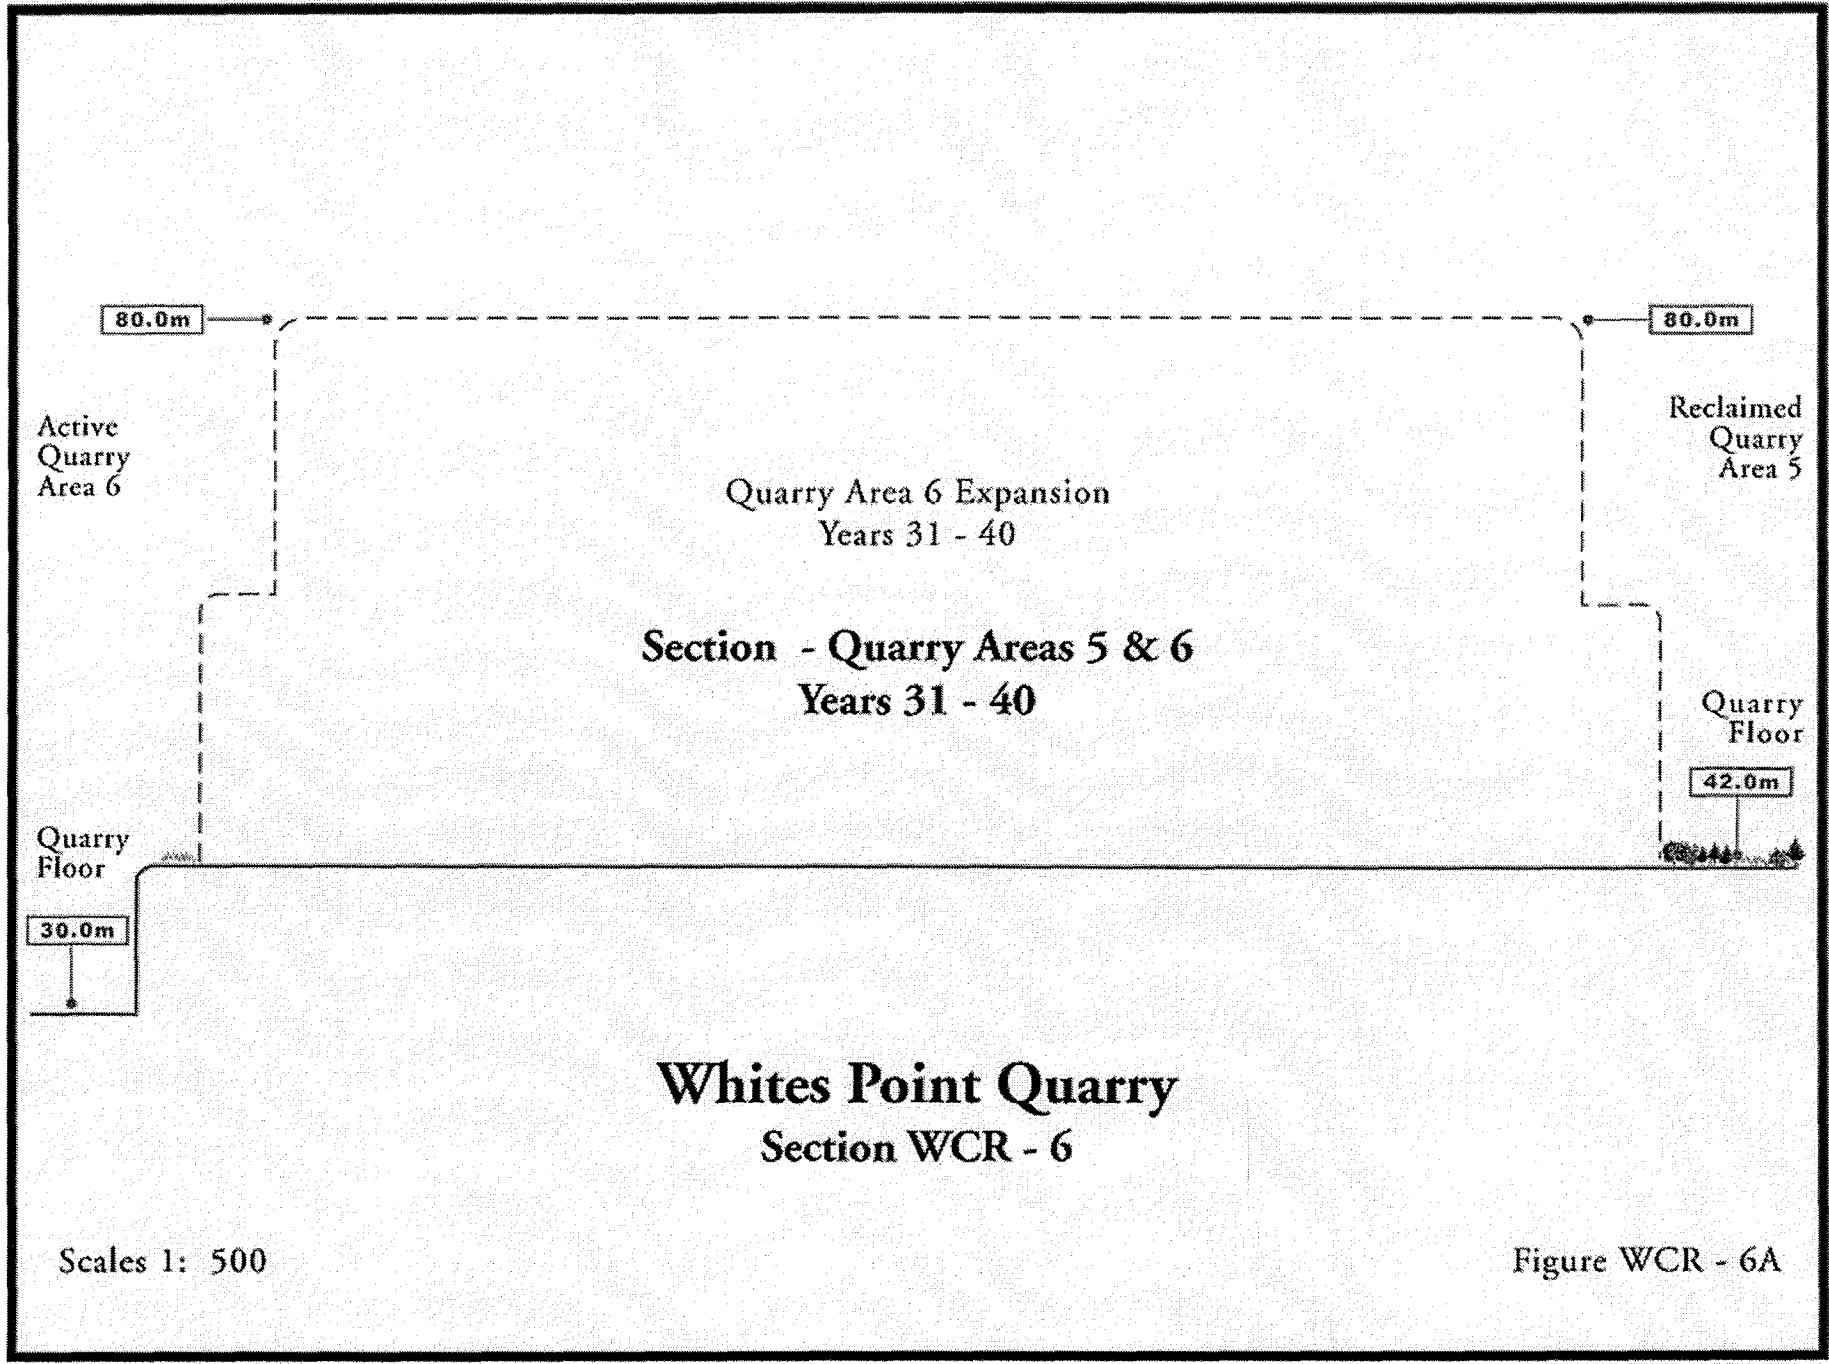 80.0m
80.0m
Active
Quarry
Area 6
Reclaimed
Quarry
Area 5
Quarry Area 6 Expansion
Years 31 - 40
Section - Quarry Areas 5 & 6
Years 31 - 40
Quarry
Floor
42.0m
Quarry
Floor
30.0m
Whites Point Quarry
Section WCR - 6
Scales 1: 500
Figure WCR - 6A